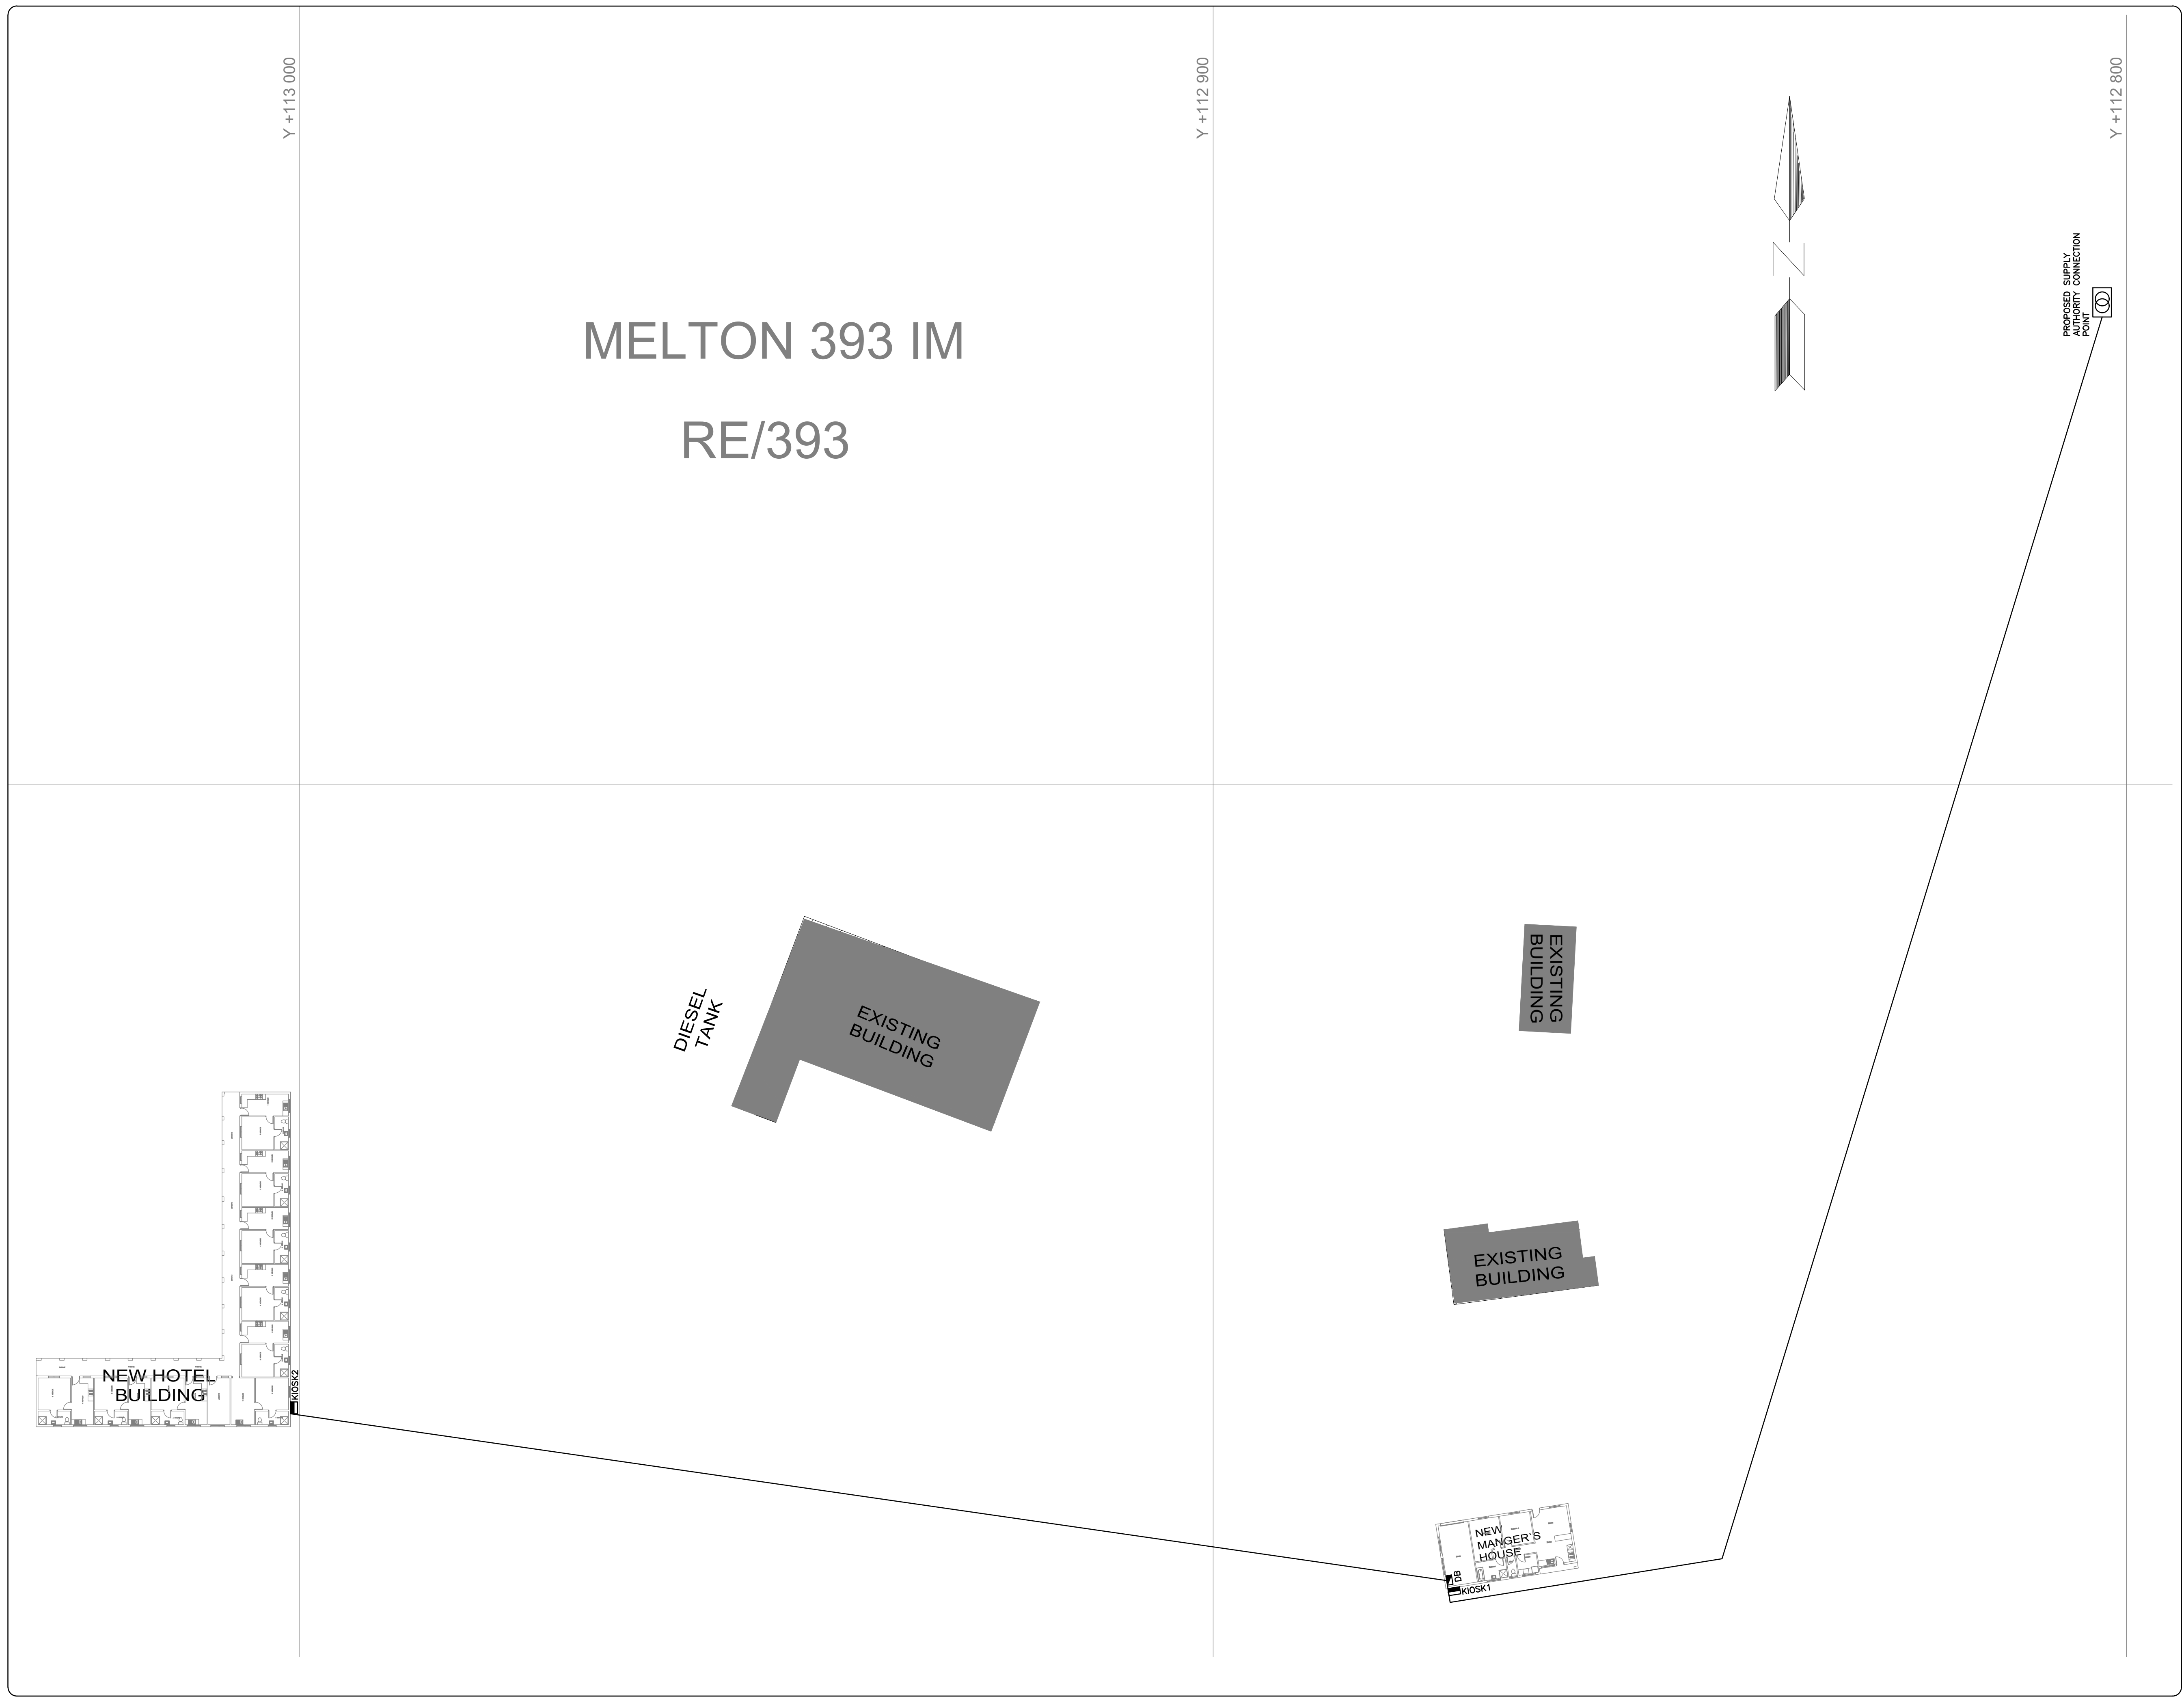 Y +113 000
Y +112 900
Y +112 800
N
PROPOSED SUPPLY
AUTHORITY CONNECTION
POINT
MELTON 393 IM
RE/393
DIESEL
TANK
EXISTING
BUILDING
EXISTING
BUILDING
EXISTING
BUILDING
NEW HOTEL
BUILDING
KIOSK2
NEW
MANGER`S
HOUSE
DB
KIOSK1